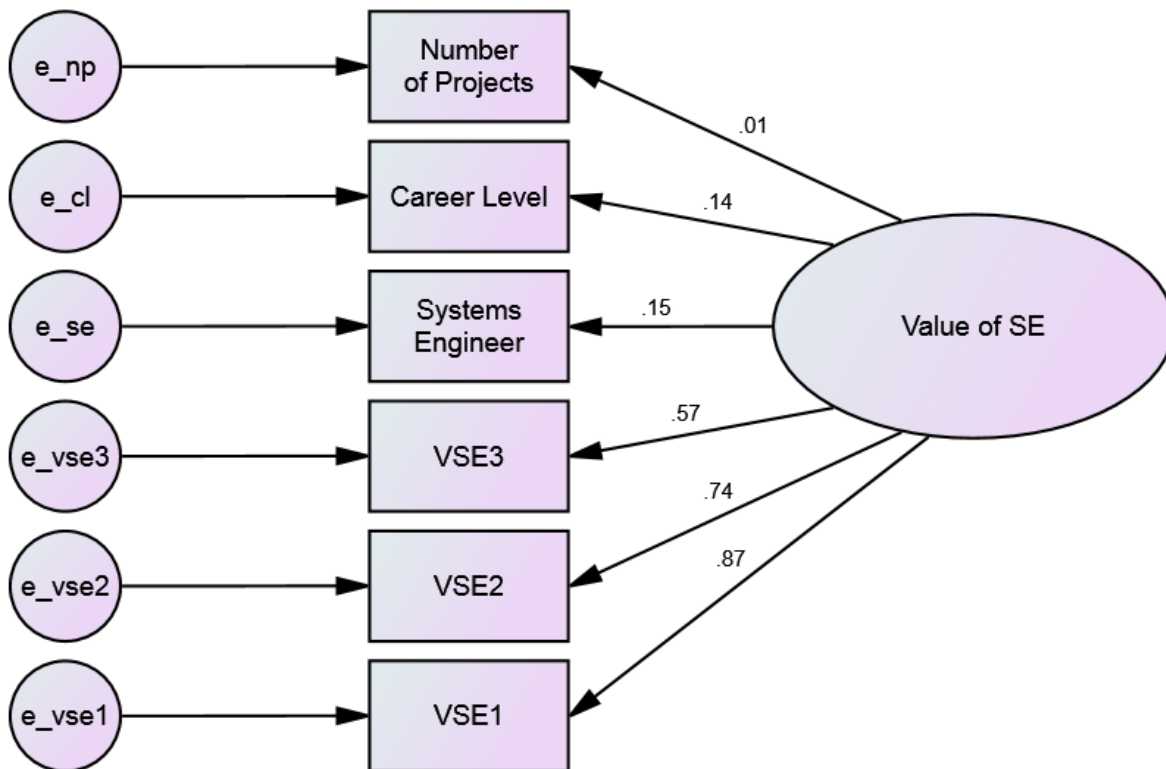 e_np
Number
of Projects
.01
e_cl
Career Level
.14
e_se
Systems
Engineer
.15
Value of SE
e_vse3
VSE3
.57
e_vse2
VSE2
.74
e_vse1
VSE1
.87